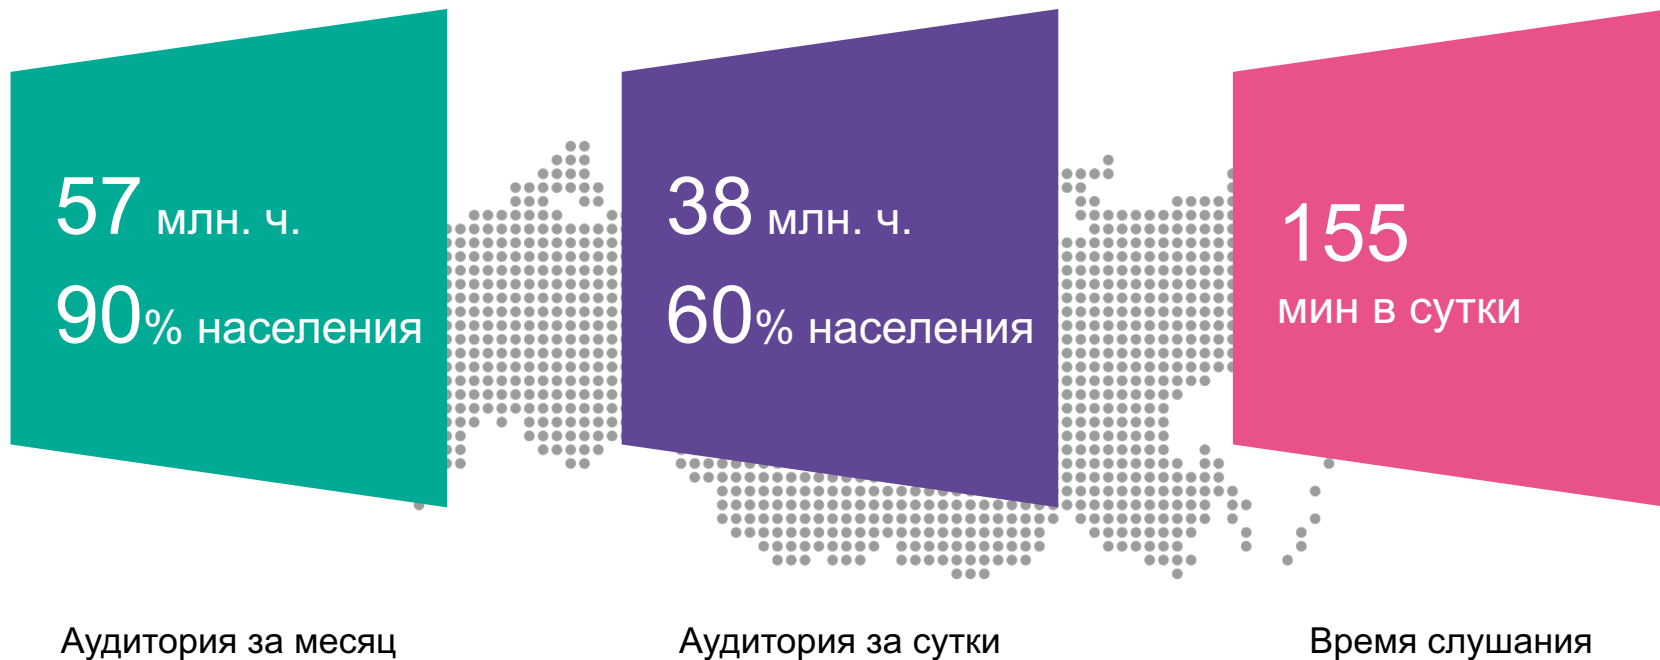 57 млн. ч.
90% населения
38 млн. ч.
60% населения
155
мин в сутки
Аудитория за месяц
Аудитория за сутки
Время слушания